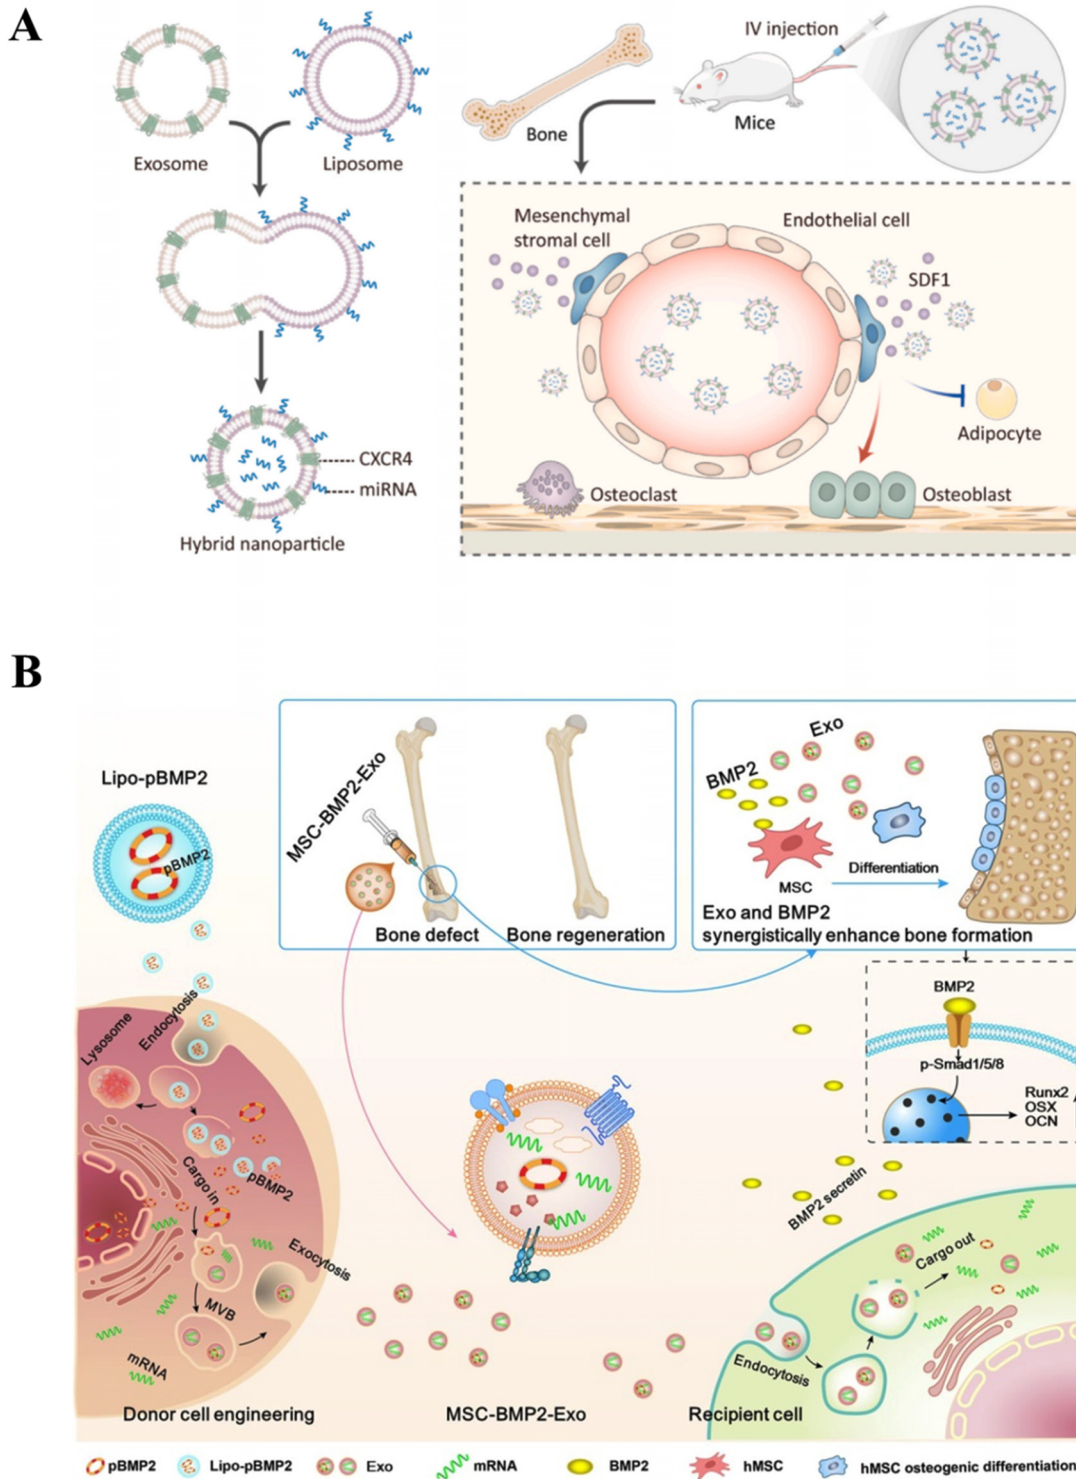 A
Exosome
Liposome
CXCR4
miRNA
Hybrid nanoparticle
IV injection
Bone
Mice
Mesenchymal
stromal cell
Endothelial cell
SDF1
Adipocyte
Osteoclast
Osteoblast
B
Lipo-pBMP2
pBMP2
MSC-BMP2-Exo
Bone defect
Bone regeneration
Exo
BMP2
MSC
Differentiation
Exo and BMP2
synergistically enhance bone formation
BMP2
p-Smad1/5/8
Runx2
OSX
OCN
Lysosome
Endocytosis
pBMP2
Cargo in
Exocytosis
MVB
mRNA
Donor cell engineering
MSC-BMP2-Exo
BMP2 secretin
Cargo out
Endocytosis
Recipient cell
pBMP2
Lipo-pBMP2
Exo
mRNA
BMP2
hMSC
hMSC osteogenic differentiation